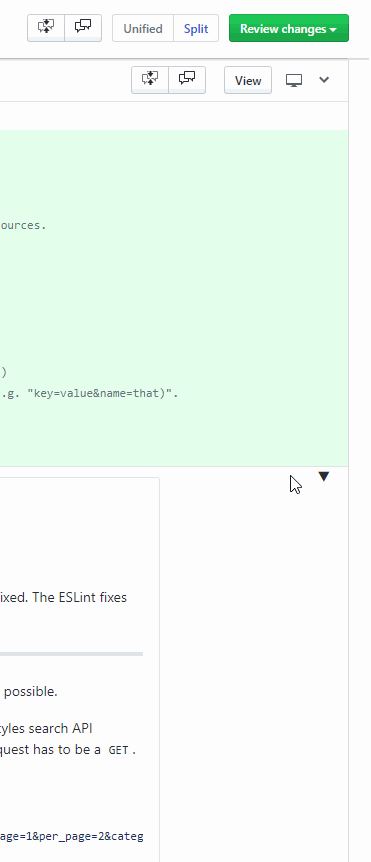 Unified Split Review changes
View
ources.
)
.g. "key=value&name=that)".
ixed. The ESLint fixes
possible.
tyles search API
quest has to be a GET.
age=1&per_page=2&categ